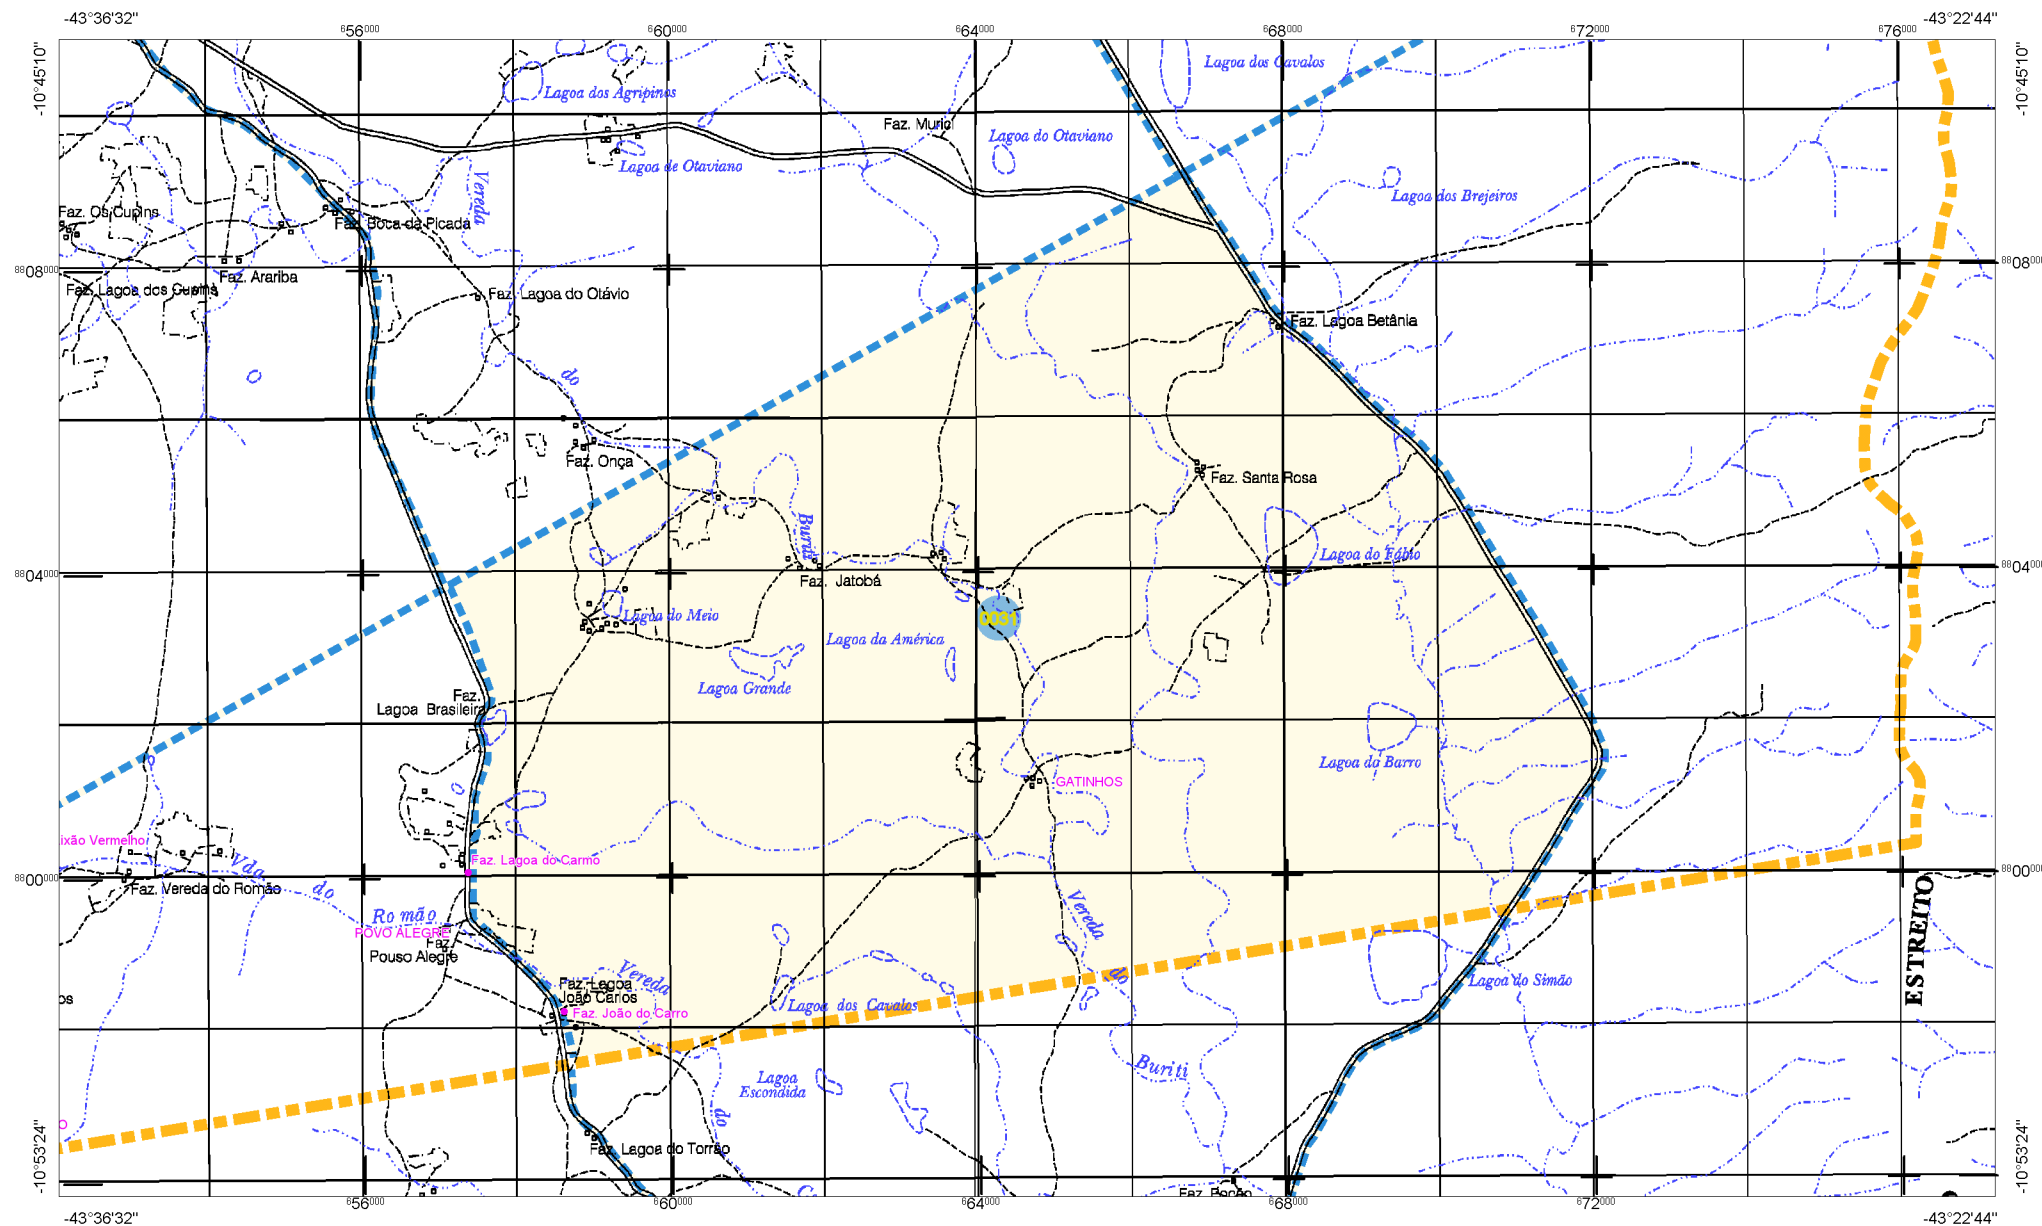 -43°36'32"
-43°22'44"
656000
660000
664000
668000
672000
676000
-10°45'10"
-10°45'10"
Lagoa dos Cavalos
Lagoa dos Agripinos
Faz. Murici
Lagoa do Otaviano
Lagoa de Otaviano
Vereda
Lagoa dos Brejeiros
Faz. Os Cupins
Faz. Boca da Picada
8808000
8808000
Faz. Arariba
Faz. Lagoa dos Cupins
Faz. Lagoa do Otávio
Faz. Lagoa Betânia
do
Faz. Onça
Faz. Santa Rosa
Buriti
Lagoa do Fábio
8804000
8804000
Faz. Jatobá
Lagoa do Meio
0031
Lagoa da América
Lagoa Grande
Faz.
Lagoa Brasileira
Lagoa do Barro
GATINHOS
ixão Vermelho
Faz. Lagoa do Carmo
Vda
do
8800000
8800000
Faz. Vereda do Romão
Romão
POVO ALEGRE
Faz.
Pouso Alegre
Vereda
do
ESTREITO
Vereda
Faz. Lagoa
João Carlos
Lagoa do Simão
os
Lagoa dos Cavalos
Faz. João do Carro
Buriti
Lagoa
Escondida
do
O
Faz. Lagoa do Torrão
-10°53'24"
-10°53'24"
656000
660000
664000
668000
672000
676000
-43°36'32"
-43°22'44"